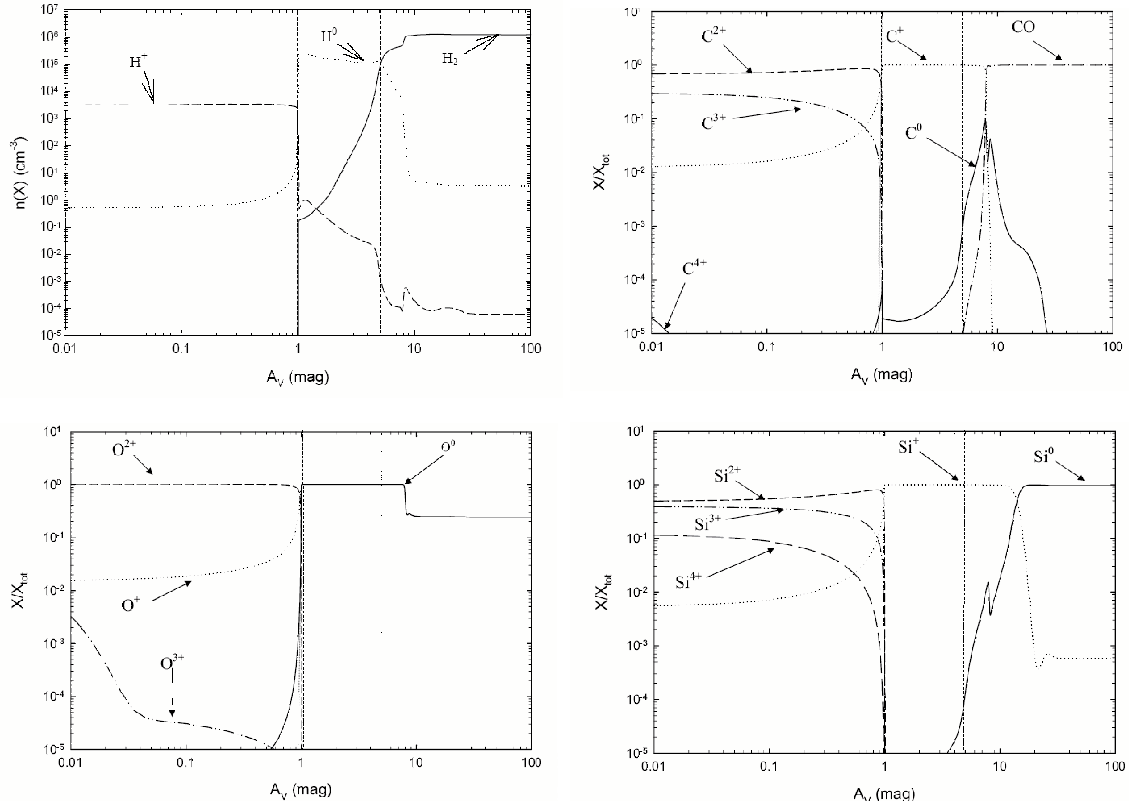 10⁶
10⁴
10³
10²
10¹
10⁰
10⁻¹
10⁻²
10⁻³
10⁻⁴
10⁻⁵
n(X) (cm⁻³)
H⁺
H⁰
H₂
0.01 0.1 1 10 100
A_V (mag)
10¹
10⁰
10⁻¹
10⁻²
10⁻³
10⁻⁴
10⁻⁵
X/X_tot
C²⁺
C⁺
CO
C³⁺
C⁰
C⁴⁺
0.01 0.1 1 10 100
A_V (mag)
10¹
10⁰
10⁻¹
10⁻²
10⁻³
10⁻⁴
10⁻⁵
X/X_tot
O²⁺
O⁰
O⁺
O³⁺
0.01 0.1 1 10 100
A_V (mag)
10¹
10⁰
10⁻¹
10⁻²
10⁻³
10⁻⁴
10⁻⁵
X/X_tot
Si²⁺
Si⁺
Si⁰
Si³⁺
Si⁴⁺
0.01 0.1 1 10 100
A_V (mag)